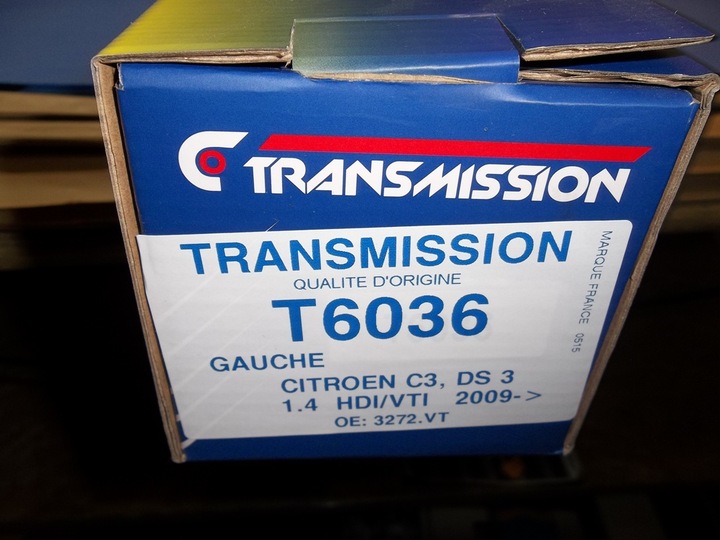 TRANSMISSION
TRANSMISSION
QUALITE D'ORIGINE
T6036
GAUCHE
CITROEN C3, DS 3
1.4 HDI/VTI 2009->
OE: 3272.VT
MARQUE FRANCE 0515